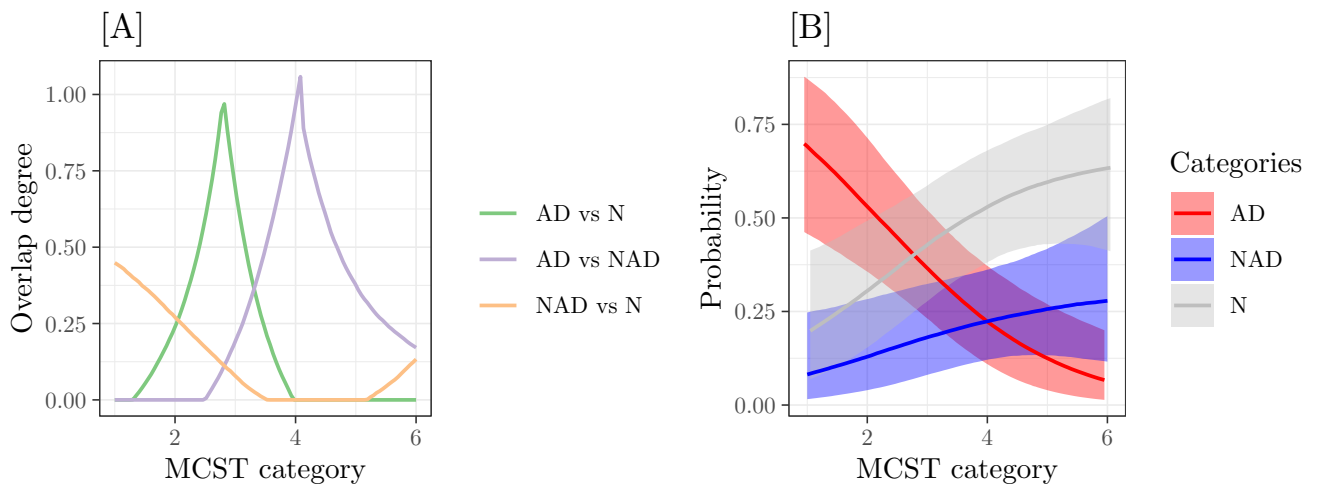 [A]
Overlap degree
1.00
0.75
0.50
0.25
0.00
2 4 6
MCST category
AD vs N
AD vs NAD
NAD vs N
[B]
Probability
0.75
0.50
0.25
0.00
2 4 6
MCST category
Categories
AD
NAD
N